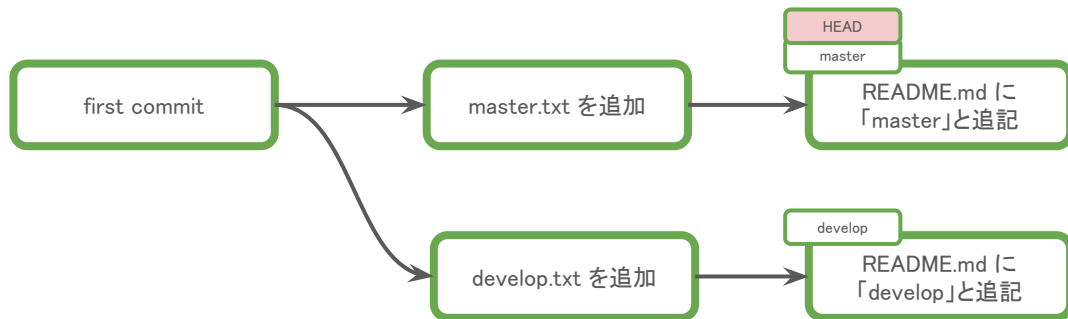 HEAD
master
first commit
master.txt を追加
README.md に
「master」と追記
develop
develop.txt を追加
README.md に
「develop」と追記